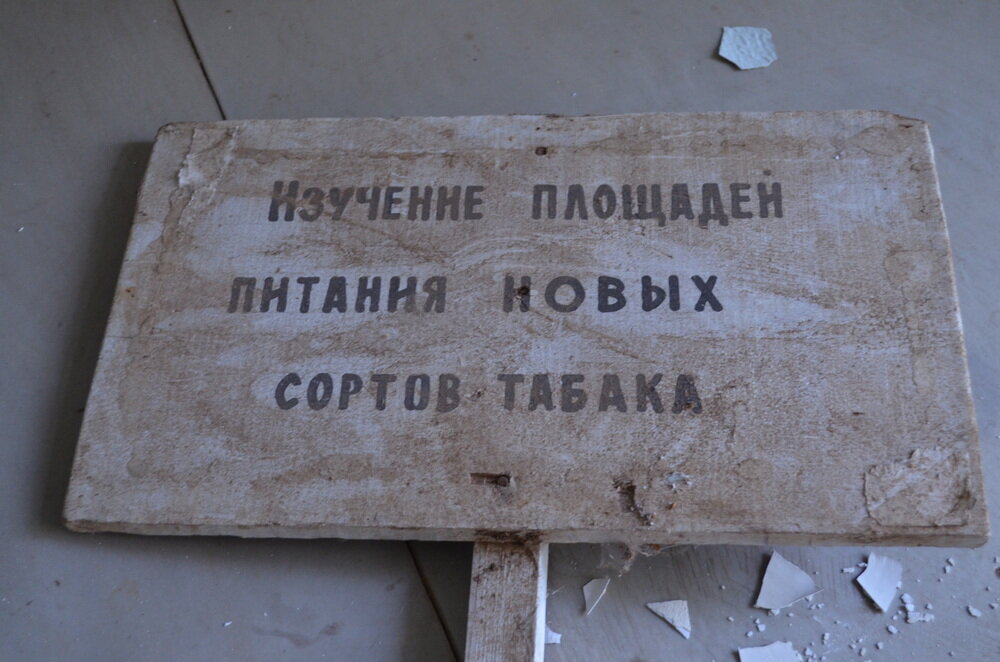 Изучение площадей
питания новых
сортов табака